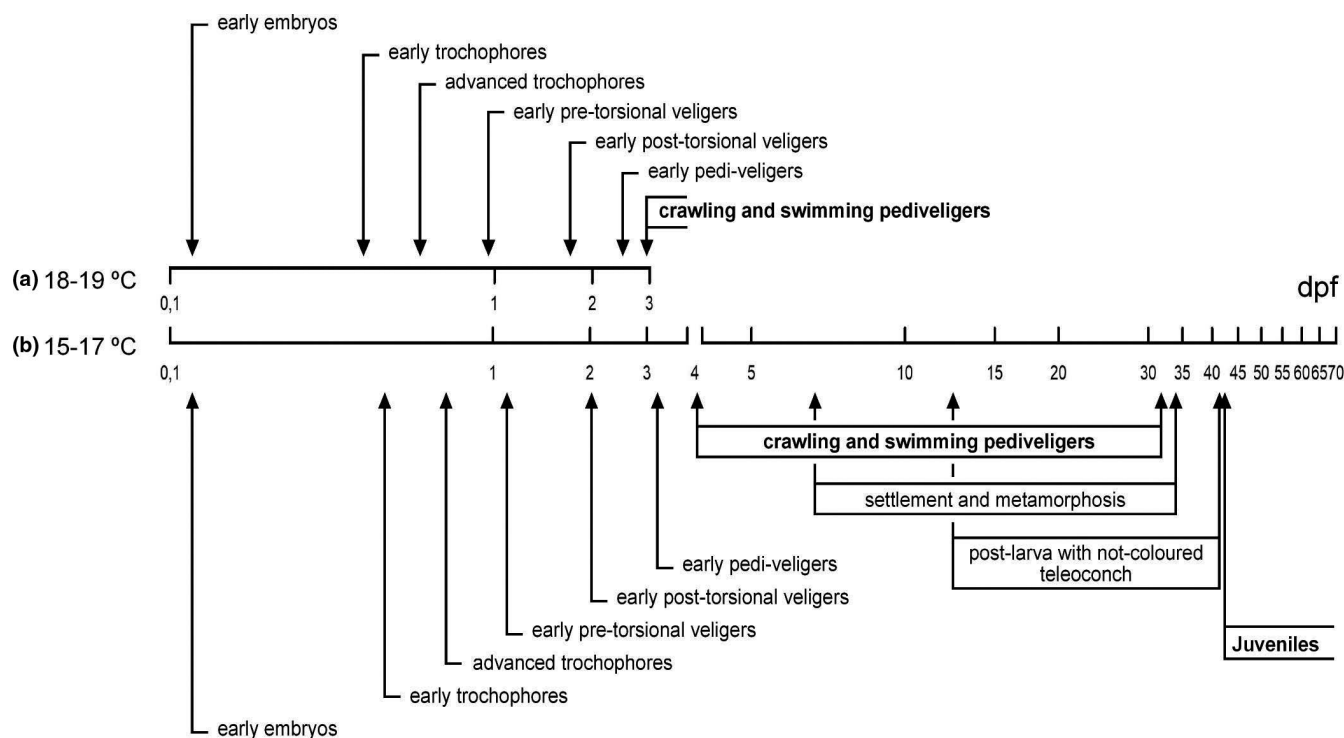 early embryos
early trochophores
advanced trochophores
early pre-torsional veligers
early post-torsional veligers
early pedi-veligers
crawling and swimming pediveligers
(a) 18-19 ºC
0,1 1 2 3
dpf
(b) 15-17 ºC
0,1 1 2 3 4 5 10 15 20 30 35 40 45 50 55 60 65 70
crawling and swimming pediveligers
settlement and metamorphosis
post-larva with not-coloured
teleoconch
early pedi-veligers
early post-torsional veligers
early pre-torsional veligers
Juveniles
advanced trochophores
early trochophores
early embryos